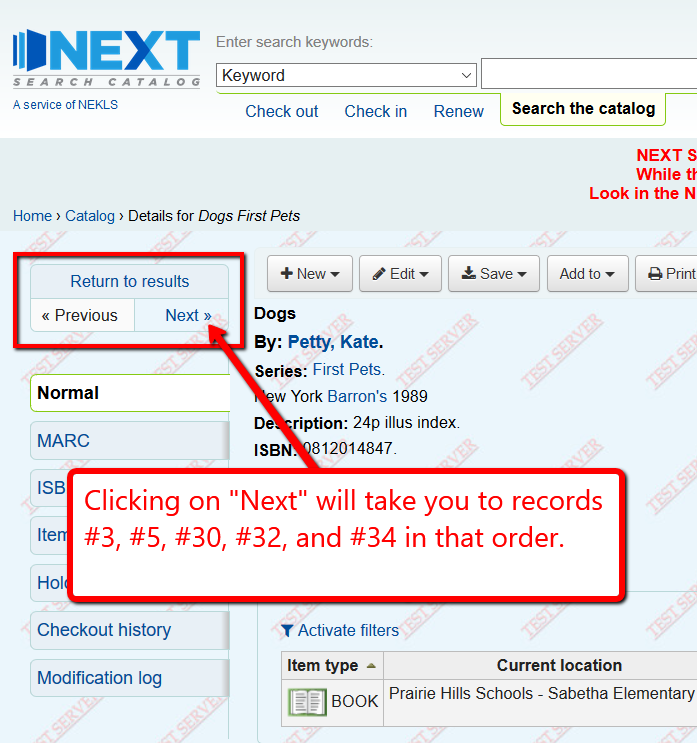 NEXT
SEARCH CATALOG
A service of NEKLS
Enter search keywords:
Keyword
Check out Check in Renew Search the catalog
NEXT S
While th
Look in the N
Home › Catalog › Details for Dogs First Pets
Return to results
« Previous Next »
+ New Edit Save Add to Print
Dogs
By: Petty, Kate.
Series: First Pets.
New York Barron's 1989
Description: 24p illus index.
ISBN: 0812014847.
Normal
MARC
ISB
Item
Hol
Checkout history
Modification log
Clicking on "Next" will take you to records
#3, #5, #30, #32, and #34 in that order.
Activate filters
Item type Current location
BOOK Prairie Hills Schools - Sabetha Elementary
TEST SERVER